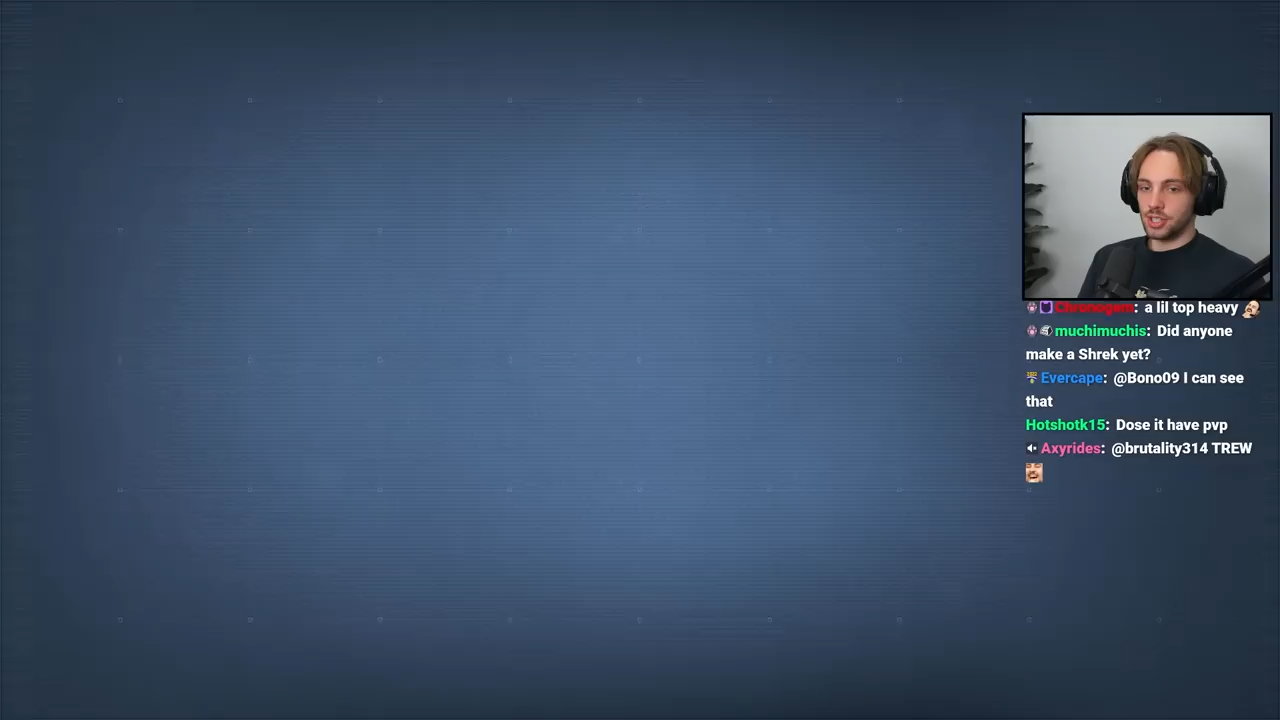 Chronogam: a lil top heavy
muchimuchis: Did anyone
make a Shrek yet?
Evercape: @Bono09 I can see
that
Hotshotk15: Dose it have pvp
Axyrides: @brutality314 TREW